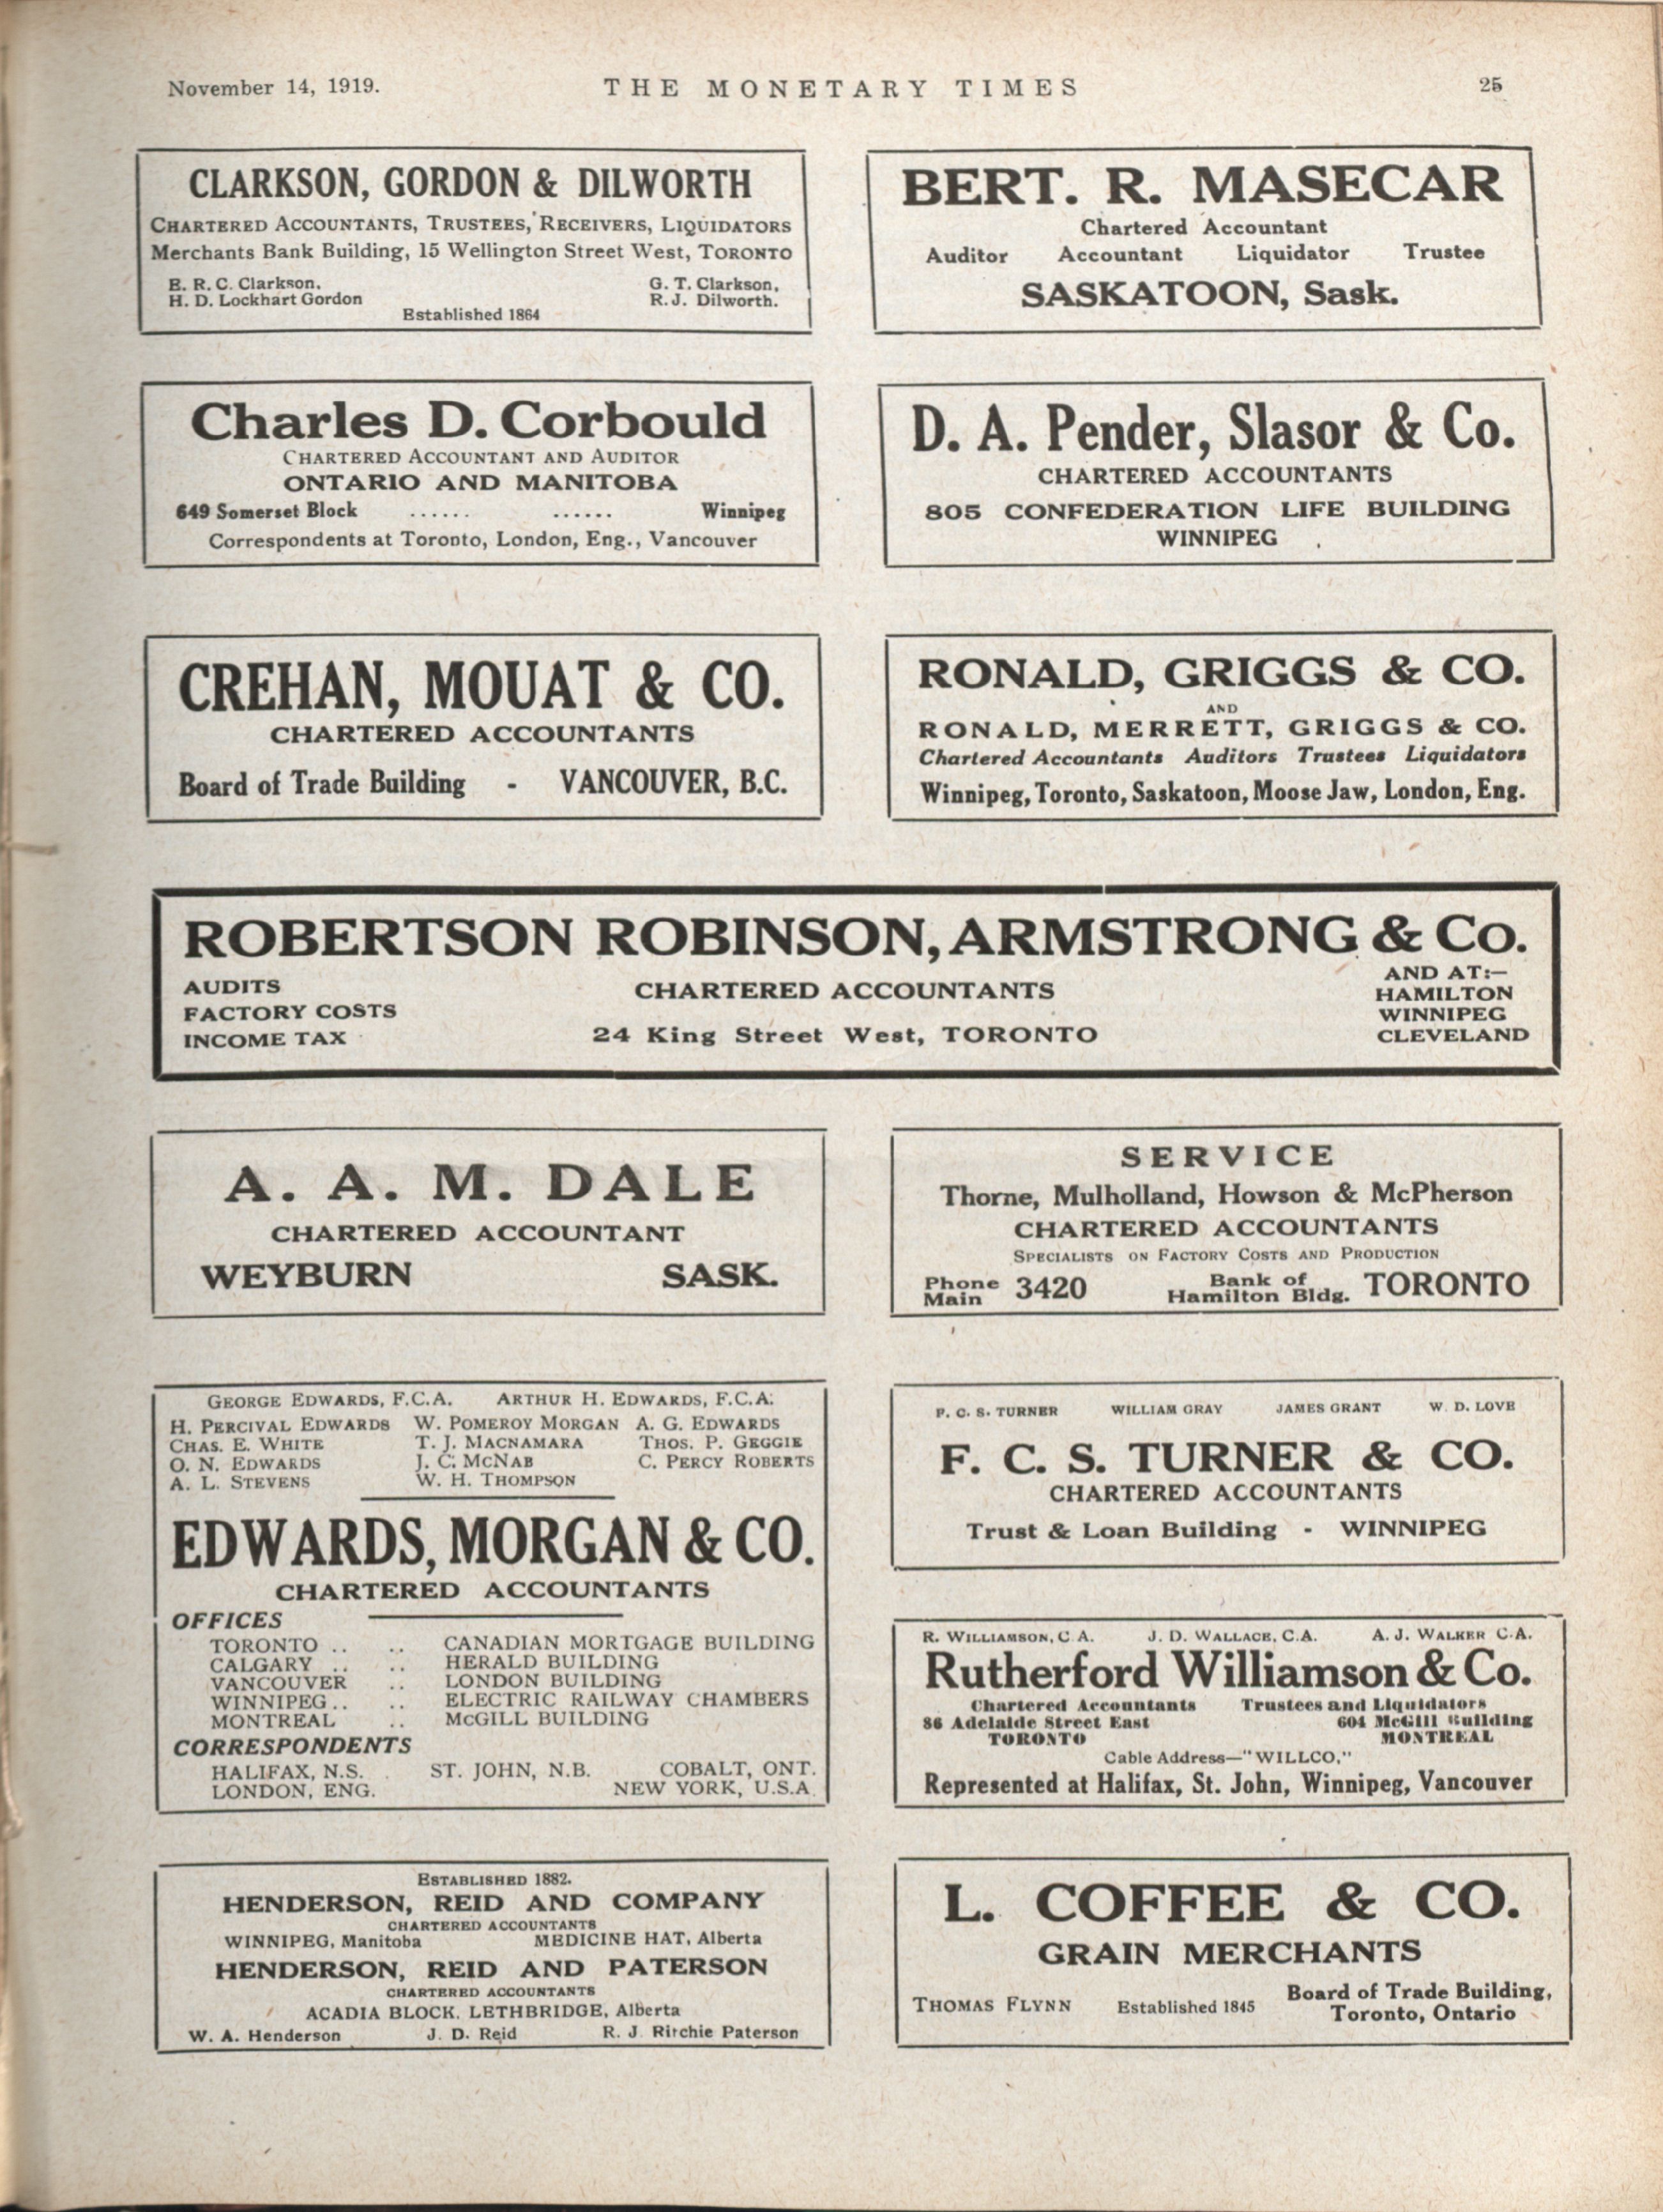 November 14, 1919. THE MONETARY TIMES 25
CLARKSON, GORDON & DILWORTH
CHARTERED ACCOUNTANTS, TRUSTEES, RECEIVERS, LIQUIDATORS
Merchants Bank Building, 15 Wellington Street West, TORONTO
E. R. C. Clarkson. G. T. Clarkson.
H. D. Lockhart Gordon R. J. Dilworth.
Established 1864
BERT. R. MASECAR
Chartered Accountant
Auditor Accountant Liquidator Trustee
SASKATOON, Sask.
Charles D. Corbould
CHARTERED ACCOUNTANT AND AUDITOR
ONTARIO AND MANITOBA
649 Somerset Block ...... ...... Winnipeg
Correspondents at Toronto, London, Eng., Vancouver
D. A. Pender, Slasor & Co.
CHARTERED ACCOUNTANTS
805 CONFEDERATION LIFE BUILDING
WINNIPEG
CREHAN, MOUAT & CO.
CHARTERED ACCOUNTANTS
Board of Trade Building - VANCOUVER, B.C.
RONALD, GRIGGS & CO.
AND
RONALD, MERRETT, GRIGGS & CO.
Chartered Accountants Auditors Trustees Liquidators
Winnipeg, Toronto, Saskatoon, Moose Jaw, London, Eng.
ROBERTSON ROBINSON, ARMSTRONG & Co.
AUDITS
FACTORY COSTS
INCOME TAX
CHARTERED ACCOUNTANTS
24 King Street West, TORONTO
AND AT:—
HAMILTON
WINNIPEG
CLEVELAND
A. A. M. DALE
CHARTERED ACCOUNTANT
WEYBURN SASK.
SERVICE
Thorne, Mulholland, Howson & McPherson
CHARTERED ACCOUNTANTS
SPECIALISTS ON FACTORY COSTS AND PRODUCTION
Phone Main 3420 Bank of Hamilton Bldg. TORONTO
GEORGE EDWARDS, F.C.A. ARTHUR H. EDWARDS, F.C.A.
H. PERCIVAL EDWARDS W. POMEROY MORGAN A. G. EDWARDS
CHAS. E. WHITE T. J. MACNAMARA THOS. P. GEGGIE
O. N. EDWARDS J. C. MCNAB C. PERCY ROBERTS
A. L. STEVENS W. H. THOMPSON
EDWARDS, MORGAN & CO.
CHARTERED ACCOUNTANTS
OFFICES
TORONTO .. .. CANADIAN MORTGAGE BUILDING
CALGARY .. .. HERALD BUILDING
VANCOUVER .. LONDON BUILDING
WINNIPEG.. .. ELECTRIC RAILWAY CHAMBERS
MONTREAL .. McGILL BUILDING
CORRESPONDENTS
HALIFAX, N.S. ST. JOHN, N.B. COBALT, ONT.
LONDON, ENG. NEW YORK, U.S.A.
F. C. S. TURNER WILLIAM GRAY JAMES GRANT W. D. LOVE
F. C. S. TURNER & CO.
CHARTERED ACCOUNTANTS
Trust & Loan Building - WINNIPEG
R. WILLIAMSON, C.A. J. D. WALLACE, C.A. A. J. WALKER C.A.
Rutherford Williamson & Co.
Chartered Accountants Trustees and Liquidators
86 Adelaide Street East 604 McGill Building
TORONTO MONTREAL
Cable Address—"WILLCO."
Represented at Halifax, St. John, Winnipeg, Vancouver
ESTABLISHED 1882.
HENDERSON, REID AND COMPANY
CHARTERED ACCOUNTANTS
WINNIPEG, Manitoba MEDICINE HAT, Alberta
HENDERSON, REID AND PATERSON
CHARTERED ACCOUNTANTS
ACADIA BLOCK. LETHBRIDGE, Alberta
W. A. Henderson J. D. Reid R. J. Ritchie Paterson
L. COFFEE & CO.
GRAIN MERCHANTS
THOMAS FLYNN Established 1845 Board of Trade Building,
Toronto, Ontario